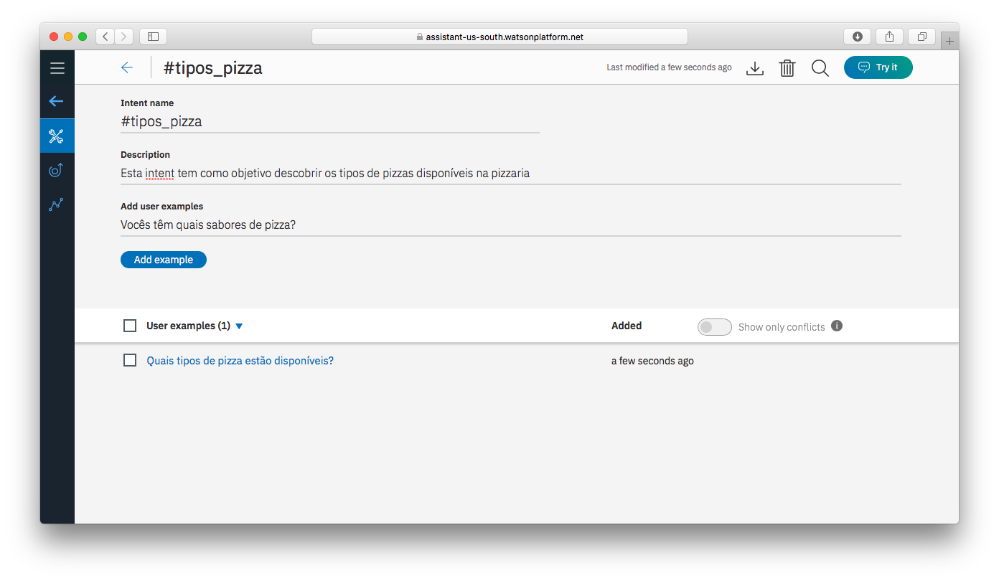 assistant-us-south.watsonplatform.net
#tipos_pizza
Last modified a few seconds ago
Try it
Intent name
#tipos_pizza
Description
Esta intent tem como objetivo descobrir os tipos de pizzas disponíveis na pizzaria
Add user examples
Vocês têm quais sabores de pizza?
Add example
User examples (1) ▼
Added
Show only conflicts
Quais tipos de pizza estão disponíveis?
a few seconds ago